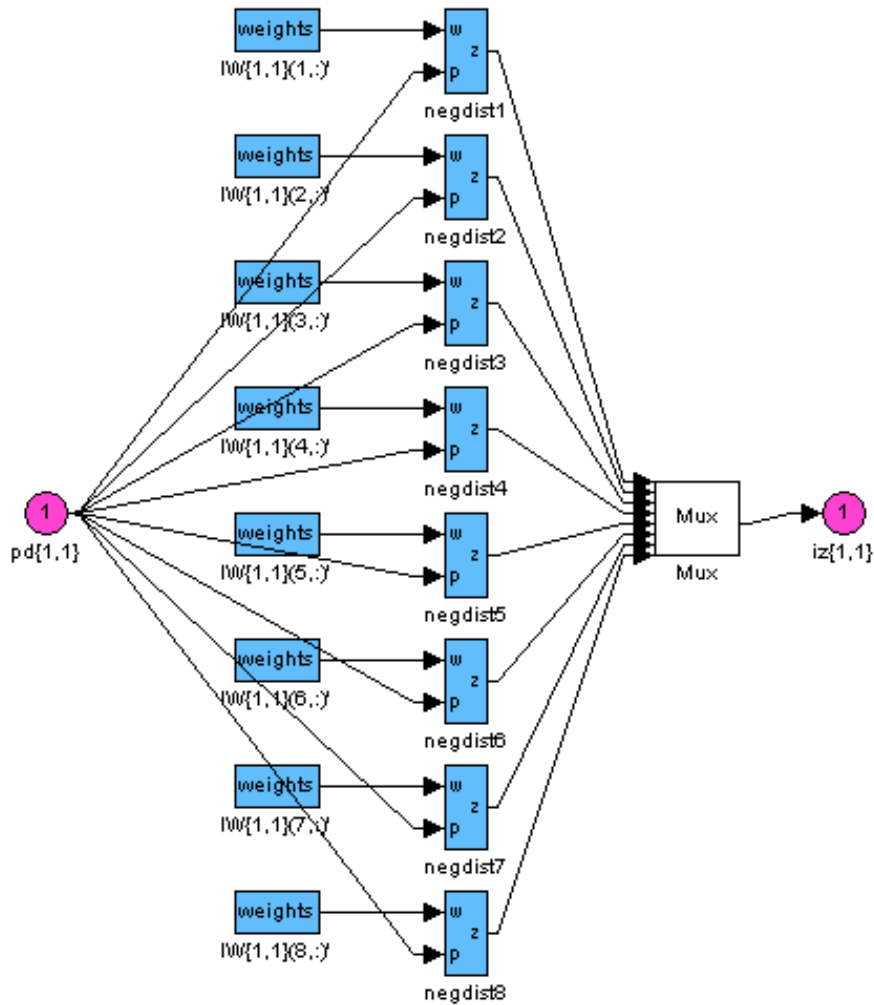 weights
w
z
p
IW{1,1}(1,:)'
negdist1
weights
w
z
p
IW{1,1}(2,:)'
negdist2
weights
w
z
p
IW{1,1}(3,:)'
negdist3
weights
w
z
p
IW{1,1}(4,:)'
negdist4
1
pd{1,1}
Mux
Mux
1
iz{1,1}
weights
w
z
p
IW{1,1}(5,:)'
negdist5
weights
w
z
p
IW{1,1}(6,:)'
negdist6
weights
w
z
p
IW{1,1}(7,:)'
negdist7
weights
w
z
p
IW{1,1}(8,:)'
negdist8